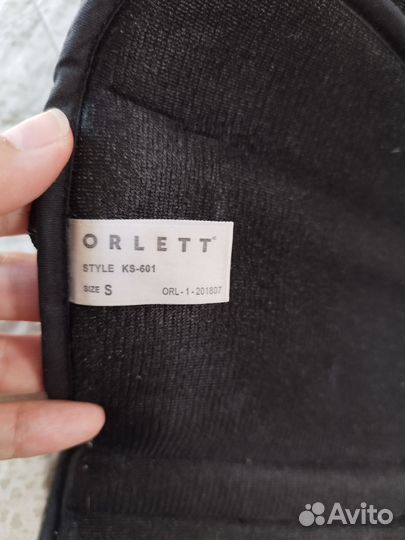 ORLETT®
STYLE KS-601
SIZE S ORL-1-201807
Avito